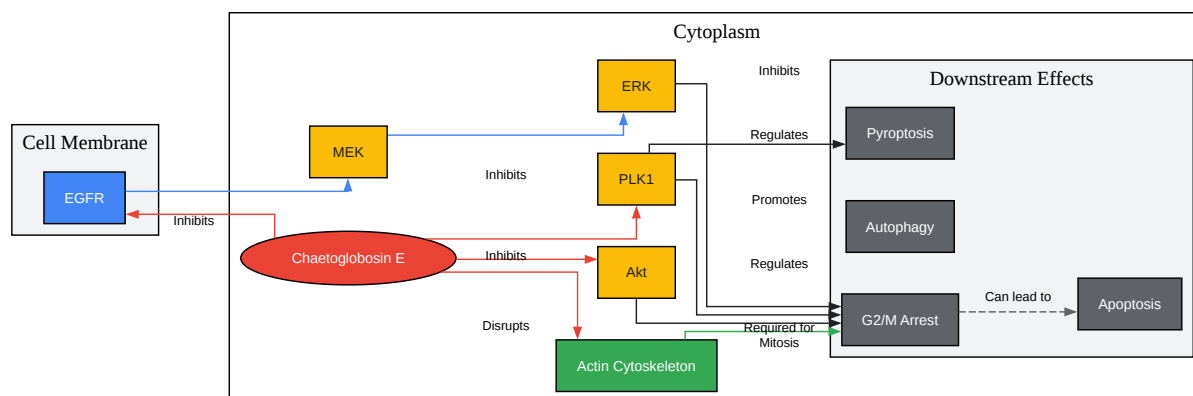 Cytoplasm
ERK
Inhibits
Downstream Effects
Cell Membrane
MEK
Regulates
Pyroptosis
EGFR
Inhibits
PLK1
Promotes
Inhibits
Autophagy
Chaetoglobosin E
Inhibits
Akt
Regulates
Disrupts
Required for
Mitosis
G2/M Arrest
Can lead to
Apoptosis
Actin Cytoskeleton